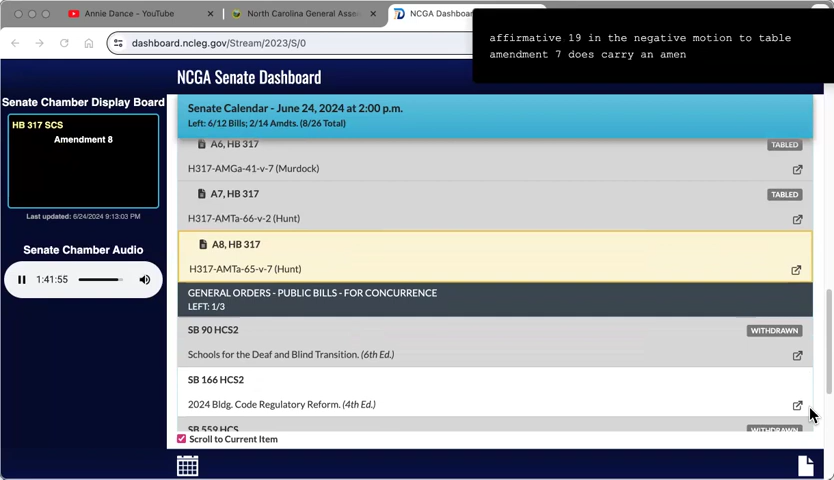 Annie Dance – YouTube
North Carolina General Ass
NCGA Dashboa
affirmative 19 in the negative motion to table
amendment 7 does carry an amen
dashboard.ncleg.gov/Stream/2023/S/0
NCGA Senate Dashboard
Senate Chamber Display Board
HB 317 SCS
Amendment 8
Last updated: 6/24/2024 9:13:03 PM
Senate Chamber Audio
1:41:55
Senate Calendar - June 24, 2024 at 2:00 p.m.
Left: 6/12 Bills; 2/14 Amdts. (8/26 Total)
A6, HB 317
TABLED
H317-AMGa-41-v-7 (Murdock)
A7, HB 317
TABLED
H317-AMTa-66-v-2 (Hunt)
A8, HB 317
H317-AMTa-65-v-7 (Hunt)
GENERAL ORDERS - PUBLIC BILLS - FOR CONCURRENCE
LEFT: 1/3
SB 90 HCS2
WITHDRAWN
Schools for the Deaf and Blind Transition. (6th Ed.)
SB 166 HCS2
2024 Bldg. Code Regulatory Reform. (4th Ed.)
SB 559 HCS
WITHDRAWN
Scroll to Current Item